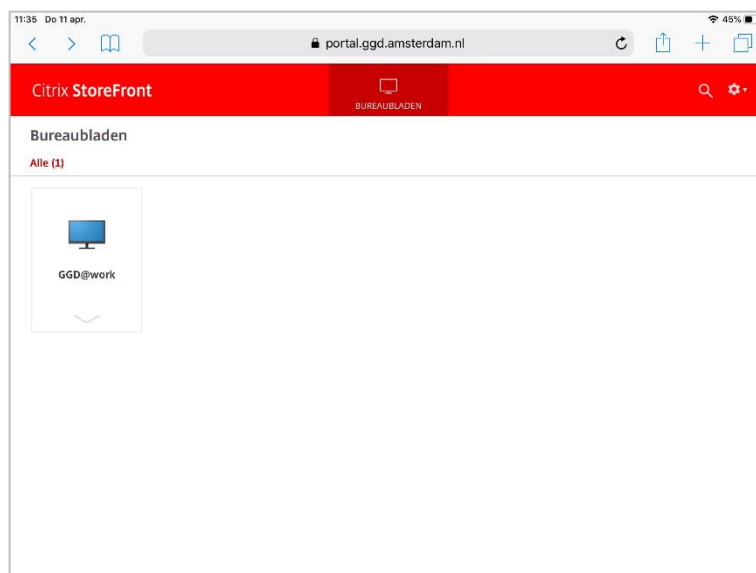 11:35 Do 11 apr. 45%
portal.ggd.amsterdam.nl
Citrix StoreFront
BUREAUBLADEN
Bureaubladen
Alle (1)
GGD@work